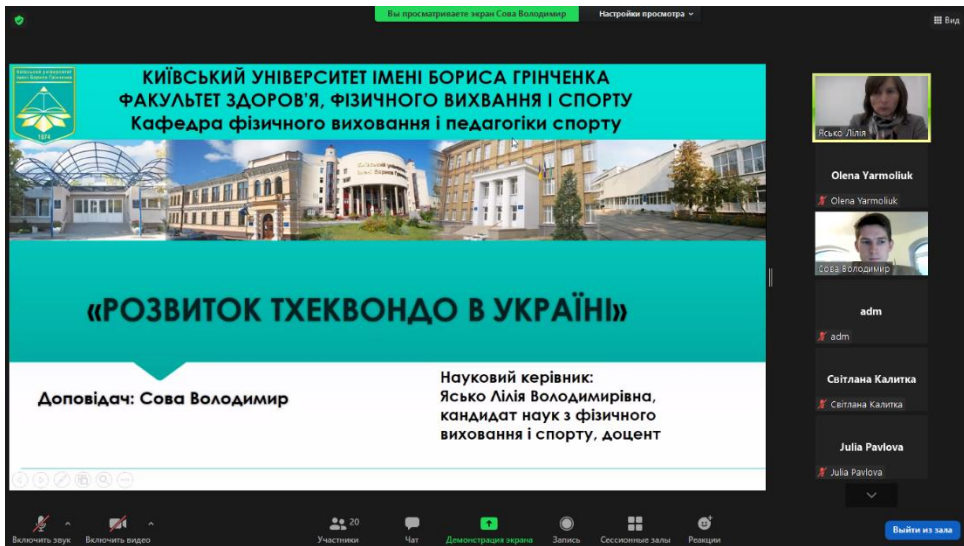 Вы просматриваете экран Сова Володимир
Настройки просмотра
Вид
КИЇВСЬКИЙ УНІВЕРСИТЕТ ІМЕНІ БОРИСА ГРІНЧЕНКА
ФАКУЛЬТЕТ ЗДОРОВ'Я, ФІЗИЧНОГО ВИХВАННЯ І СПОРТУ
Кафедра фізичного виховання і педагогіки спорту
1874
«РОЗВИТОК ТХЕКВОНДО В УКРАЇНІ»
Доповідач: Сова Володимир
Науковий керівник:
Ясько Лілія Володимирівна,
кандидат наук з фізичного
виховання і спорту, доцент
Ясько Лілія
Olena Yarmoliuk
Olena Yarmoliuk
Сова Володимир
adm
adm
Світлана Калитка
Світлана Калитка
Julia Pavlova
Julia Pavlova
Включить звук
Включить видео
20
Участники
Чат
Демонстрация экрана
Запись
Сессионные залы
Реакции
Выйти из зала